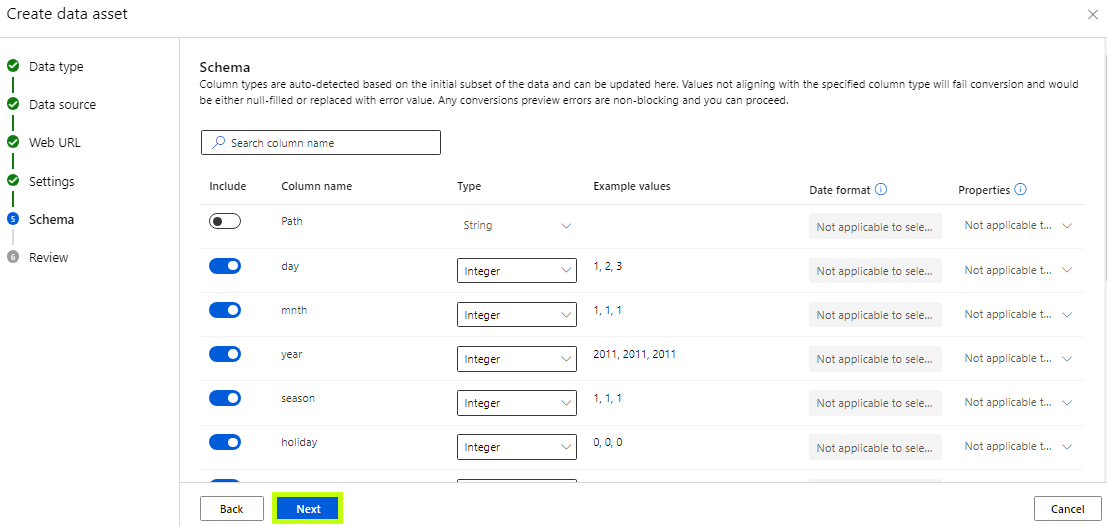 Create data asset
Data type
Data source
Web URL
Settings
5 Schema
6 Review
Schema
Column types are auto-detected based on the initial subset of the data and can be updated here. Values not aligning with the specified column type will fail conversion and would
be either null-filled or replaced with error value. Any conversions preview errors are non-blocking and you can proceed.
Search column name
Include Column name Type Example values Date format Properties
Path String Not applicable to sele... Not applicable t...
day Integer 1, 2, 3 Not applicable to sele... Not applicable t...
mnth Integer 1, 1, 1 Not applicable to sele... Not applicable t...
year Integer 2011, 2011, 2011 Not applicable to sele... Not applicable t...
season Integer 1, 1, 1 Not applicable to sele... Not applicable t...
holiday Integer 0, 0, 0 Not applicable to sele... Not applicable t...
Back Next Cancel